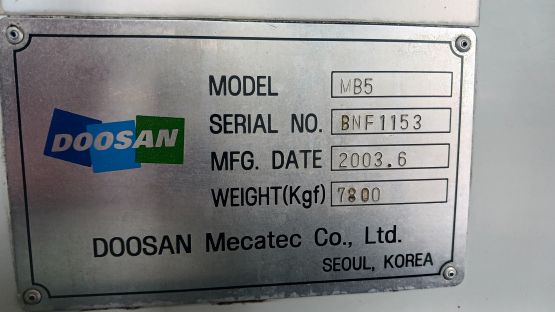 DOOSAN
MODEL MB5
SERIAL NO. BNF1153
MFG. DATE 2003.6
WEIGHT(Kgf) 7800
DOOSAN Mecatec Co., Ltd.
SEOUL, KOREA